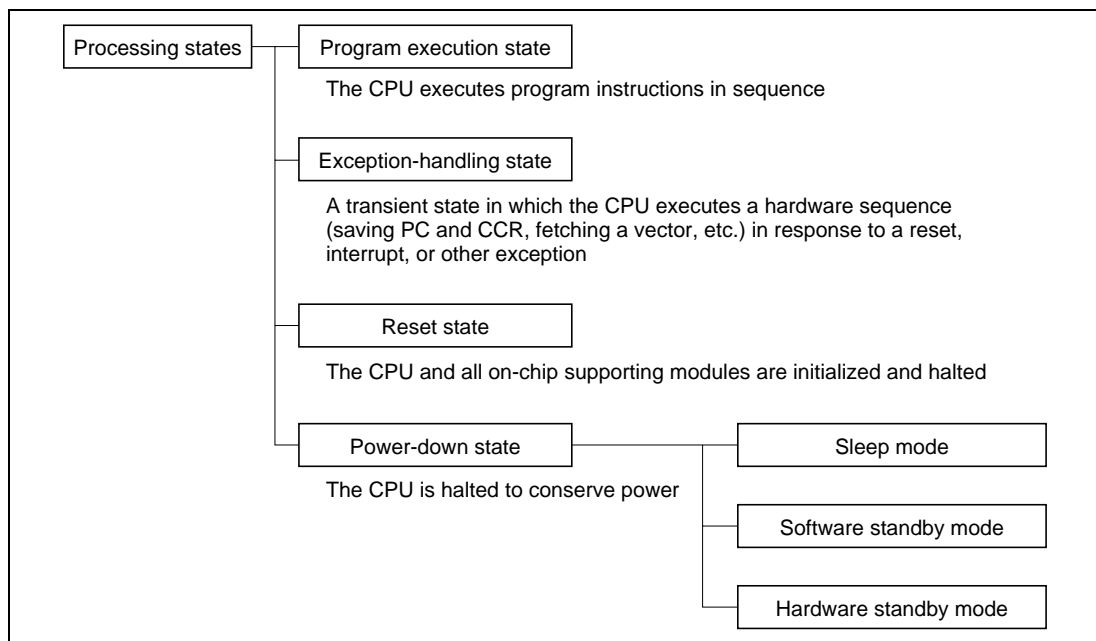 Processing states
Program execution state
The CPU executes program instructions in sequence
Exception-handling state
A transient state in which the CPU executes a hardware sequence
(saving PC and CCR, fetching a vector, etc.) in response to a reset,
interrupt, or other exception
Reset state
The CPU and all on-chip supporting modules are initialized and halted
Power-down state
Sleep mode
The CPU is halted to conserve power
Software standby mode
Hardware standby mode